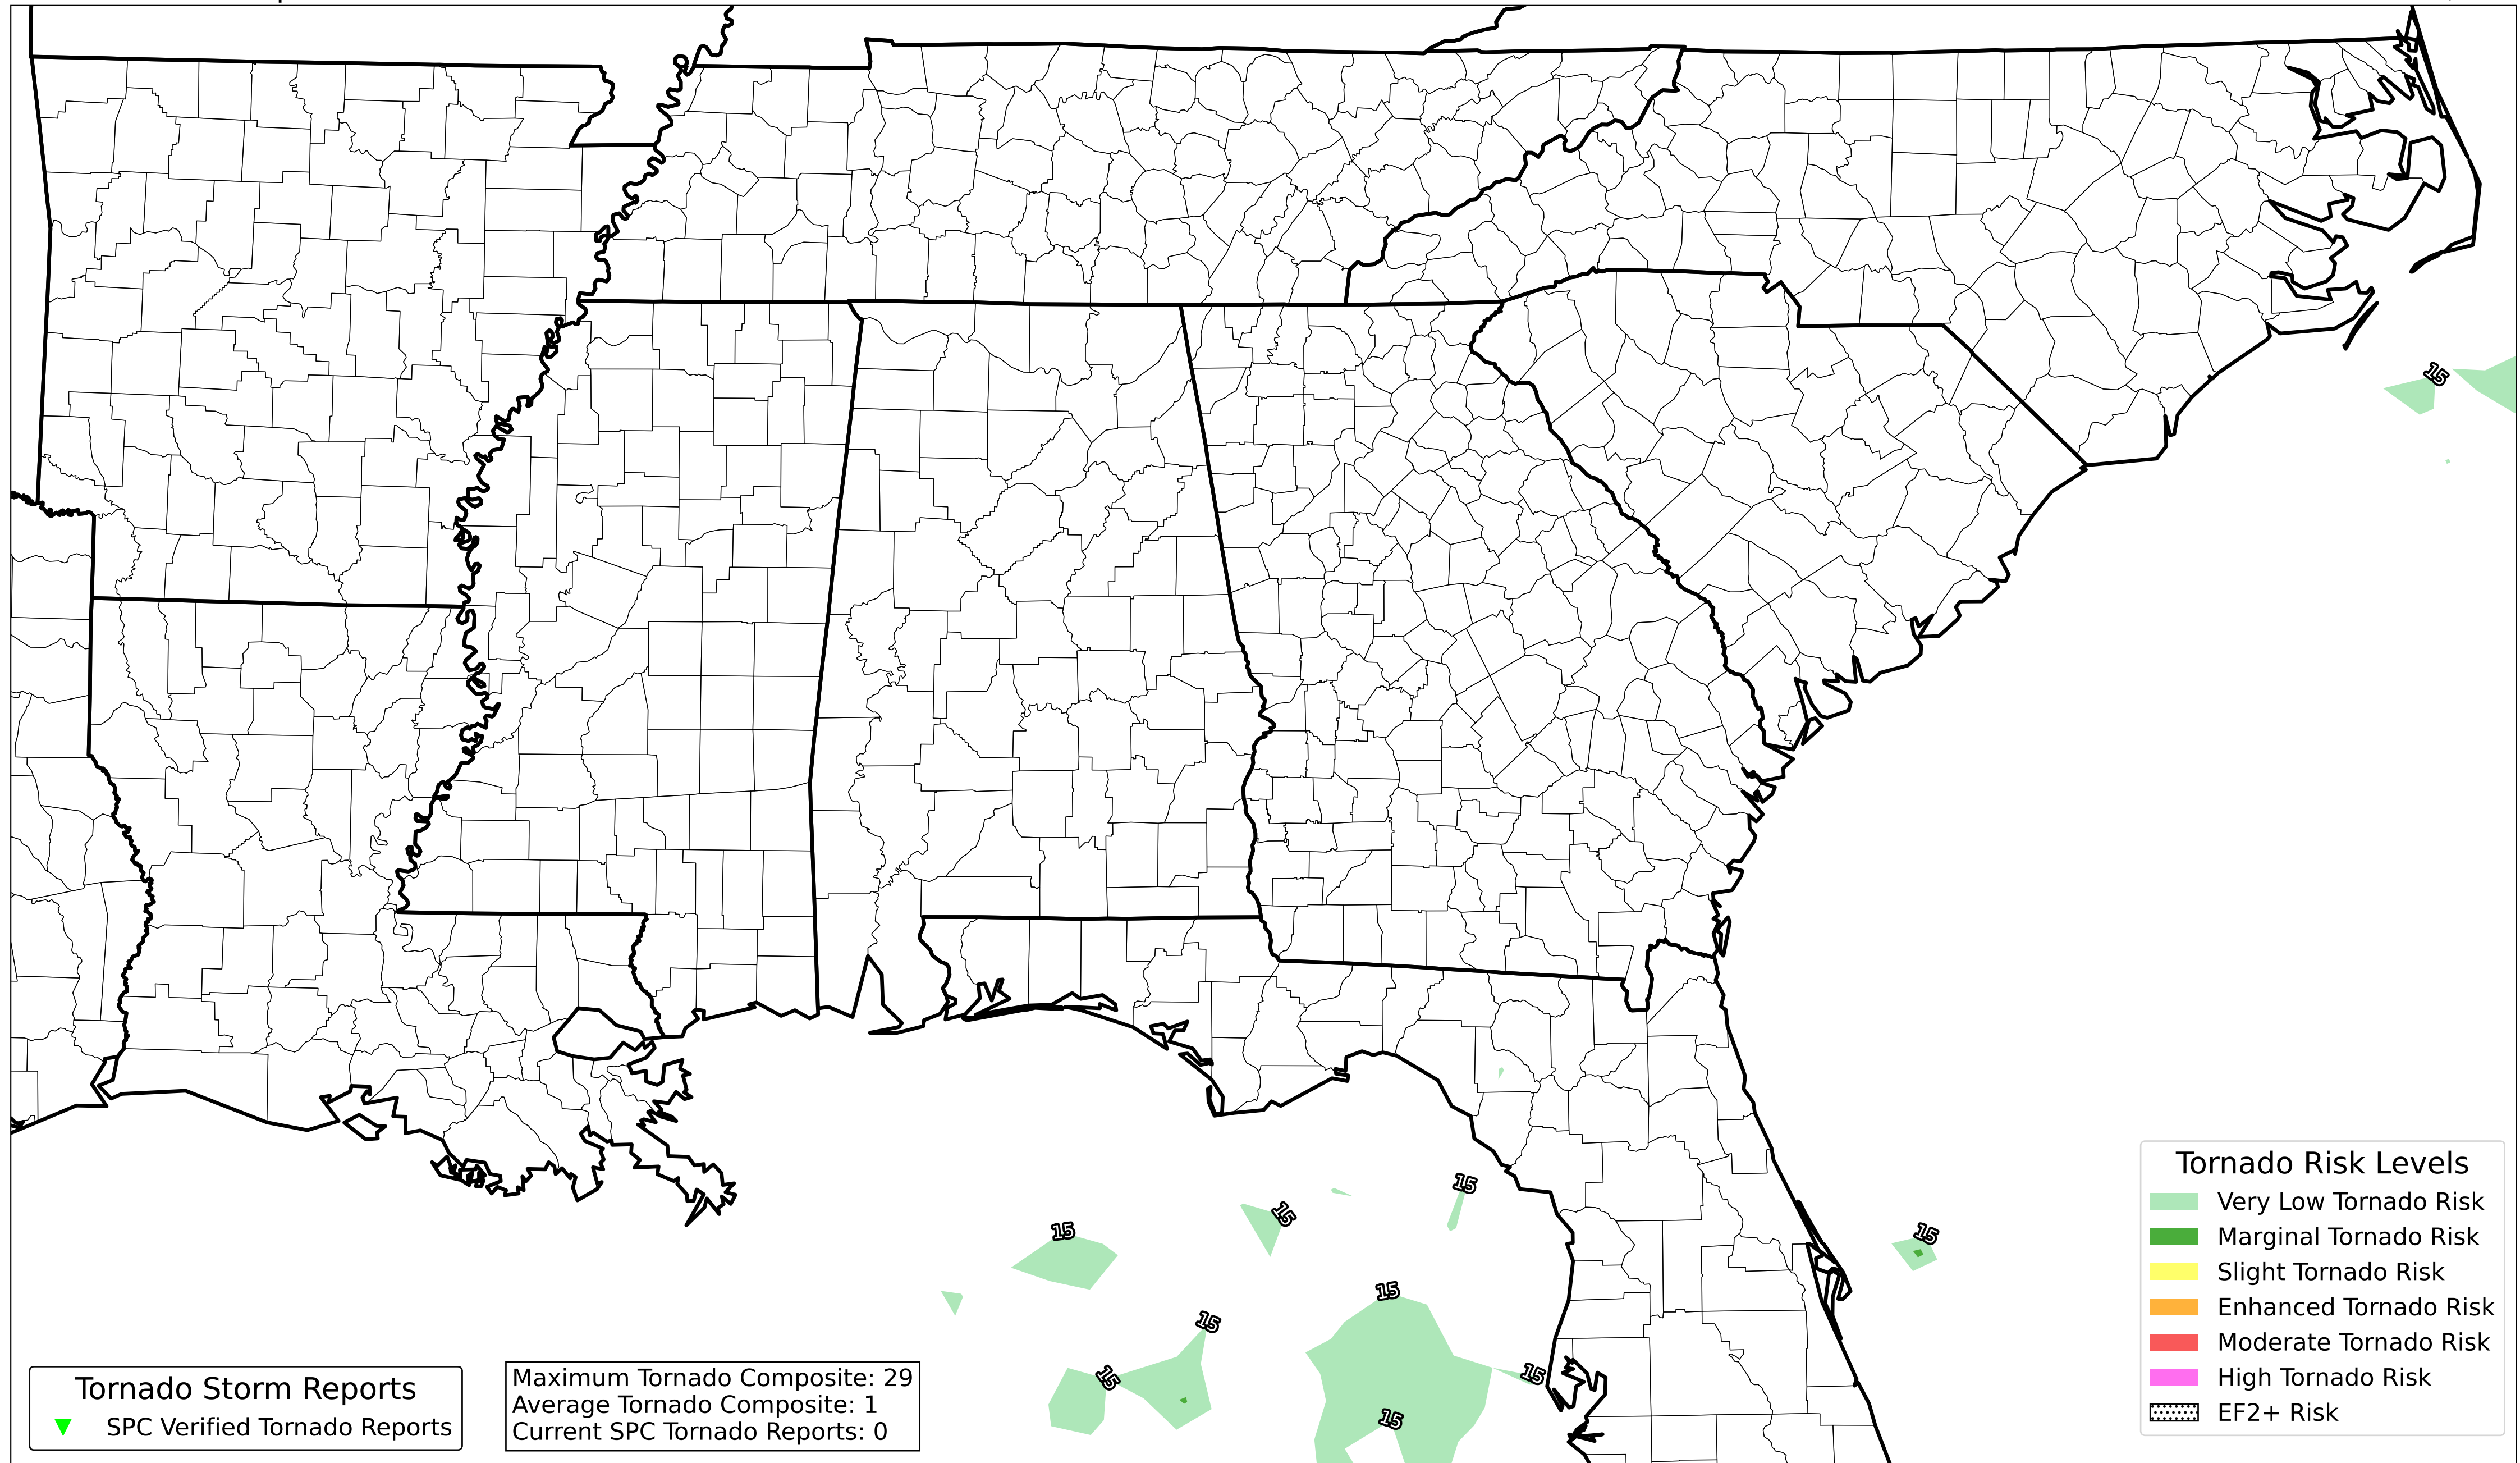 15
15
15
15
15
15
15
15
15
15
Tornado Risk Levels
Very Low Tornado Risk
Marginal Tornado Risk
Slight Tornado Risk
Enhanced Tornado Risk
Moderate Tornado Risk
High Tornado Risk
EF2+ Risk
Tornado Storm Reports
SPC Verified Tornado Reports
Maximum Tornado Composite: 29
Average Tornado Composite: 1
Current SPC Tornado Reports: 0